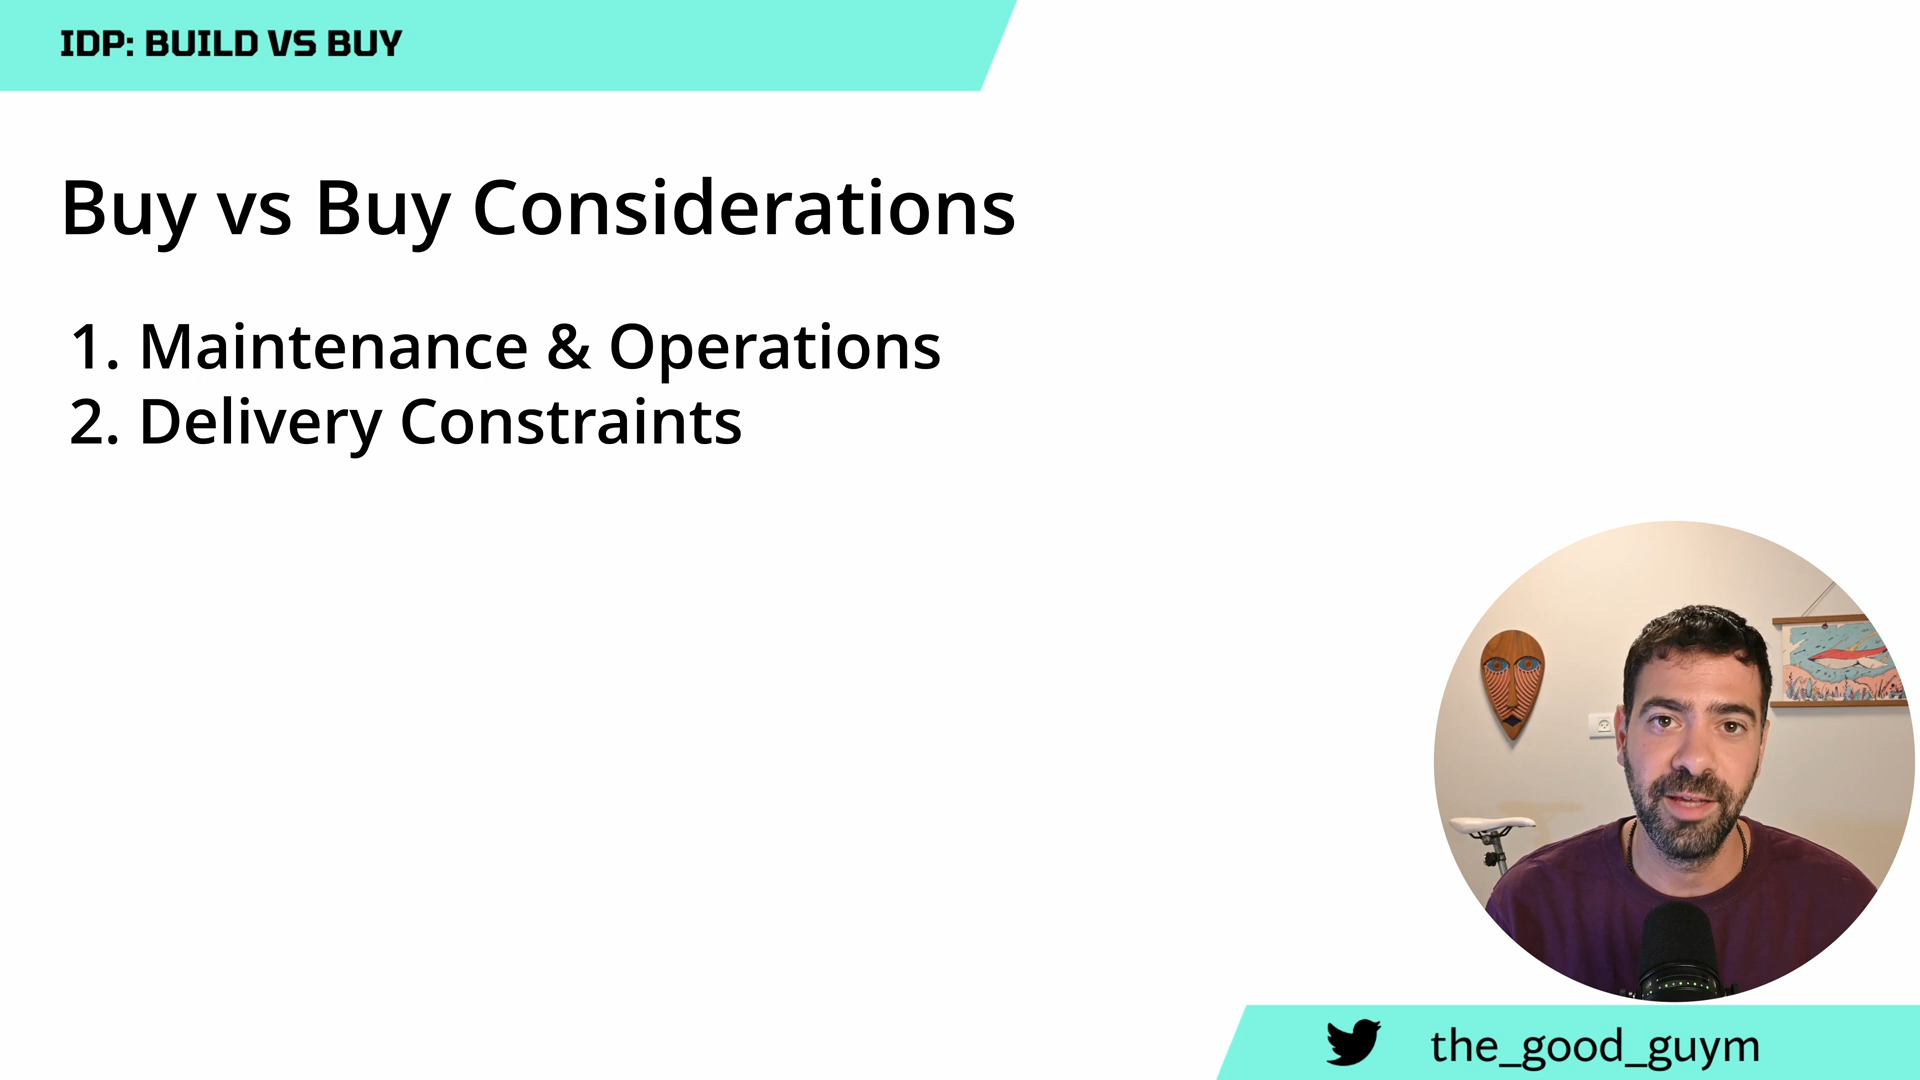 IDP: BUILD VS BUY
Buy vs Buy Considerations
1. Maintenance & Operations
2. Delivery Constraints
the_good_guym